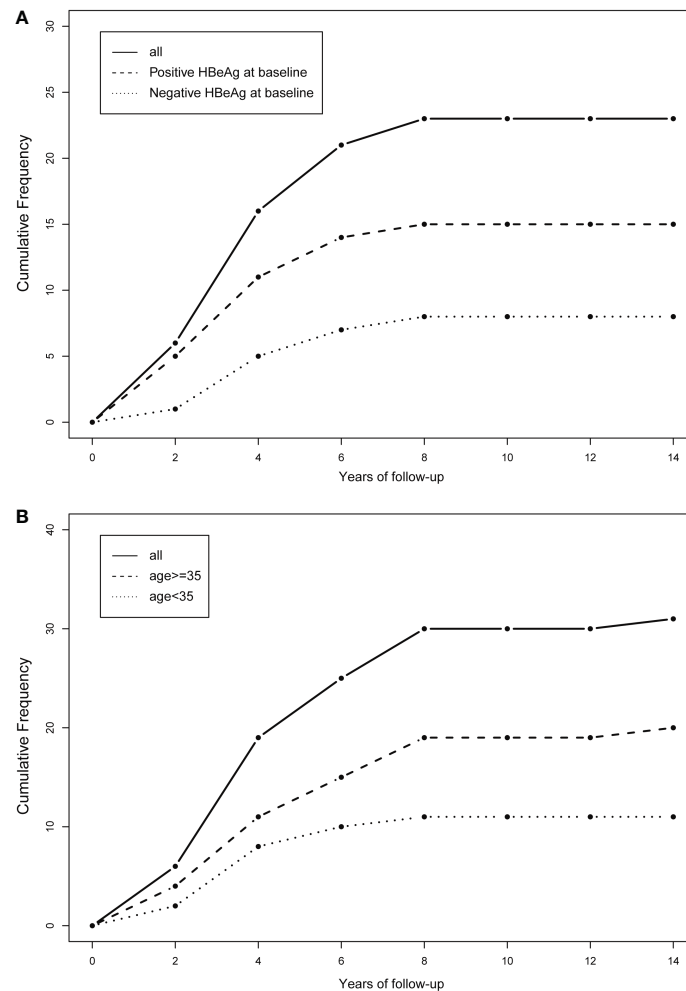 A
30
25
20
15
10
5
0
Cumulative Frequency
all
Positive HBeAg at baseline
Negative HBeAg at baseline
0 2 4 6 8 10 12 14
Years of follow-up
B
40
30
20
10
0
Cumulative Frequency
all
age>=35
age<35
0 2 4 6 8 10 12 14
Years of follow-up